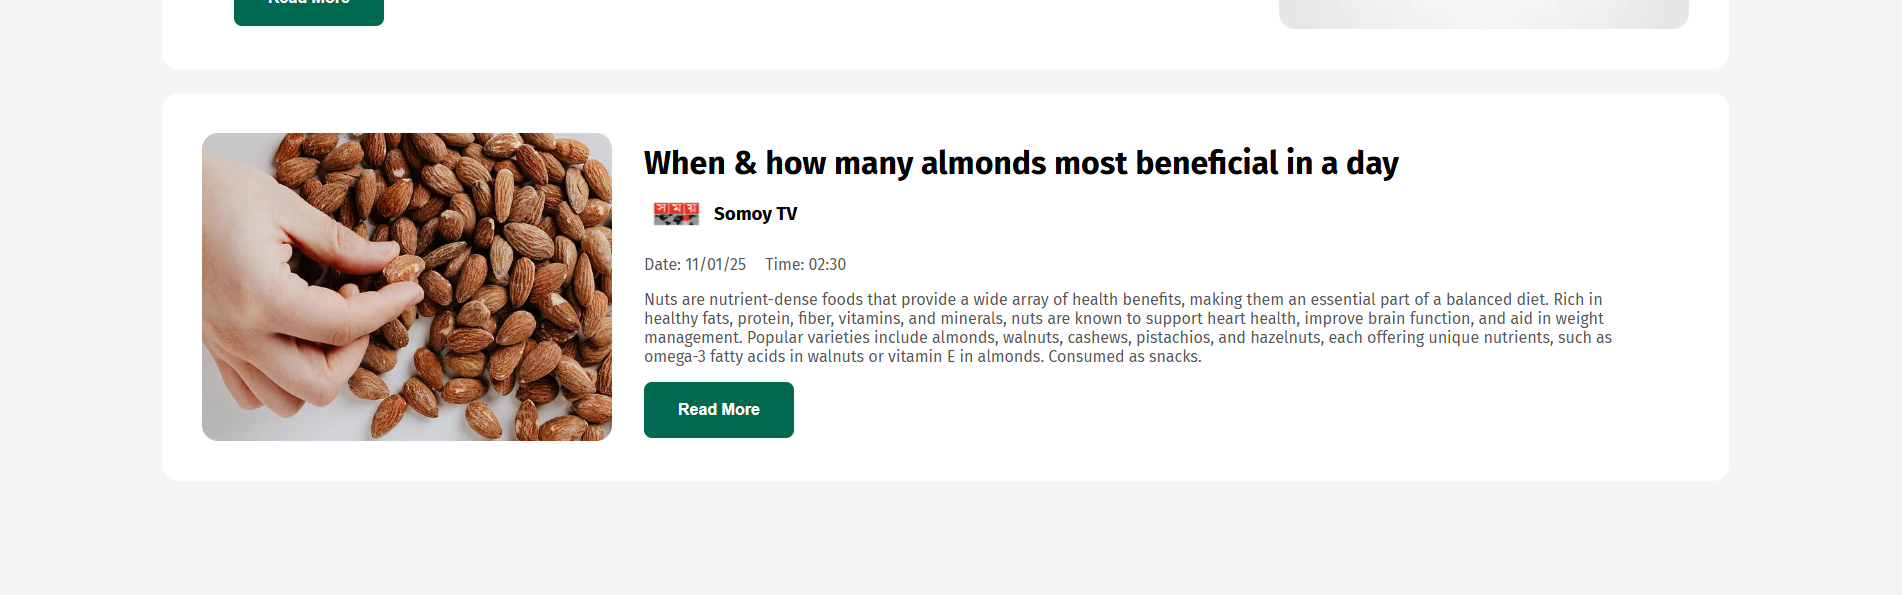 Read More
When & how many almonds most beneficial in a day
সাময়
Somoy TV
Date: 11/01/25 Time: 02:30
Nuts are nutrient-dense foods that provide a wide array of health benefits, making them an essential part of a balanced diet. Rich in
healthy fats, protein, fiber, vitamins, and minerals, nuts are known to support heart health, improve brain function, and aid in weight
management. Popular varieties include almonds, walnuts, cashews, pistachios, and hazelnuts, each offering unique nutrients, such as
omega-3 fatty acids in walnuts or vitamin E in almonds. Consumed as snacks.
Read More